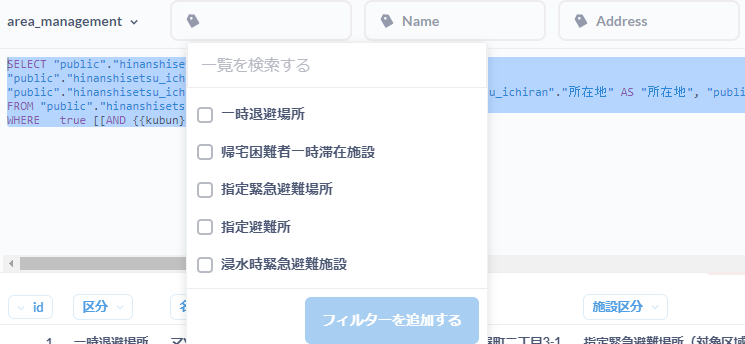 area_management
Name
Address
一覧を検索する
SELECT "public"."hinanshise
"public"."hinanshisetsu_ich
"public"."hinanshisetsu_ich
u_ichiran"."所在地" AS "所在地", "publi
FROM "public"."hinanshisets
WHERE true [[AND {{kubun}
一時退避場所
帰宅困難者一時滞在施設
指定緊急避難場所
指定避難所
浸水時緊急避難施設
フィルターを追加する
id
区分
名
施設区分
1
一時退避場所
マン
町二丁目3-1
指定緊急避難場所（対象区域